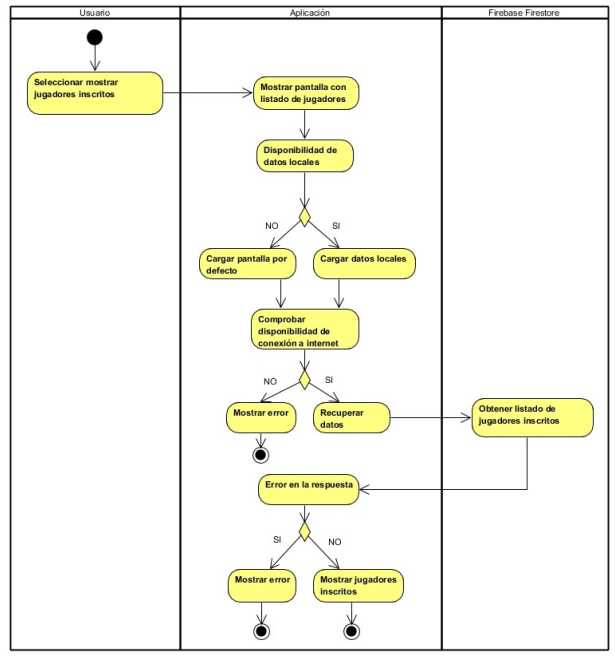 Usuario
Aplicación
Firebase Firestore
Seleccionar mostrar
jugadores inscritos
Mostrar pantalla con
listado de jugadores
Disponibilidad de
datos locales
NO
SI
Cargar pantalla por
defecto
Cargar datos locales
Comprobar
disponibilidad de
conexión a internet
NO
SI
Mostrar error
Recuperar
datos
Obtener listado de
jugadores inscritos
Error en la respuesta
SI
NO
Mostrar error
Mostrar jugadores
inscritos